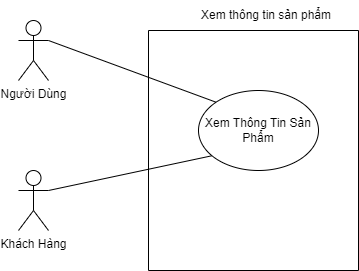 Xem thông tin sản phẩm
Người Dùng
Xem Thông Tin Sản
Phẩm
Khách Hàng